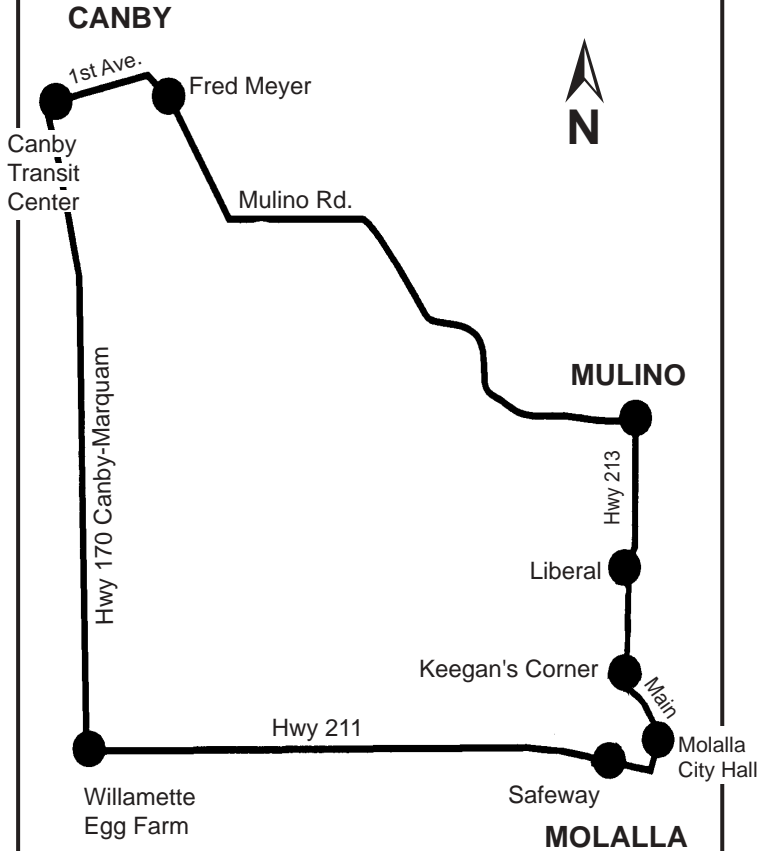 CANBY
1st Ave.
Fred Meyer
N
Canby
Transit
Center
Mulino Rd.
MULINO
Hwy 170 Canby-Marquam
Hwy 213
Liberal
Keegan's Corner
Main
Hwy 211
Molalla
City Hall
Willamette
Egg Farm
Safeway
MOLALLA